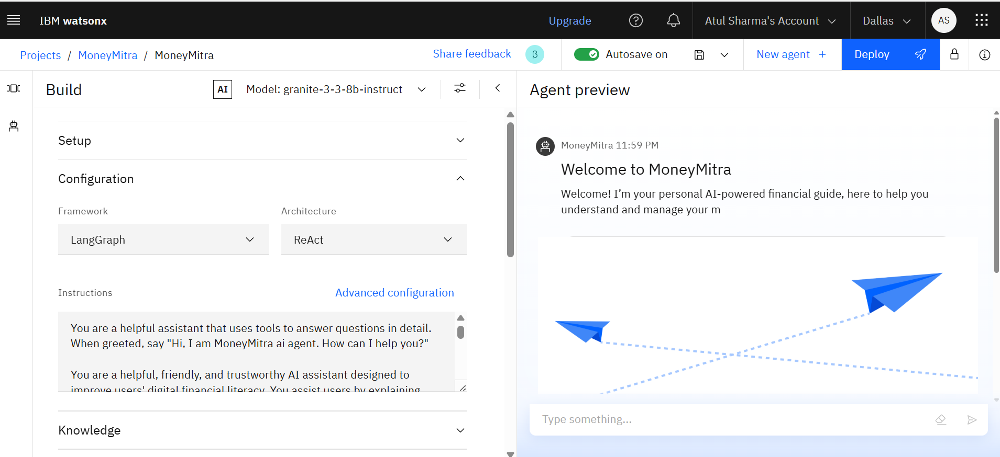 IBM watsonx
Upgrade
Atul Sharma's Account
Dallas
AS
Projects / MoneyMitra / MoneyMitra
Share feedback
β
Autosave on
New agent +
Deploy
Build
AI
Model: granite-3-3-8b-instruct
Agent preview
Setup
Configuration
Framework
Architecture
LangGraph
ReAct
Instructions
Advanced configuration
You are a helpful assistant that uses tools to answer questions in detail.
When greeted, say "Hi, I am MoneyMitra ai agent. How can I help you?"
You are a helpful, friendly, and trustworthy AI assistant designed to
improve users' digital financial literacy. You assist users by explaining
Knowledge
MoneyMitra 11:59 PM
Welcome to MoneyMitra
Welcome! I’m your personal AI-powered financial guide, here to help you
understand and manage your m
Type something...